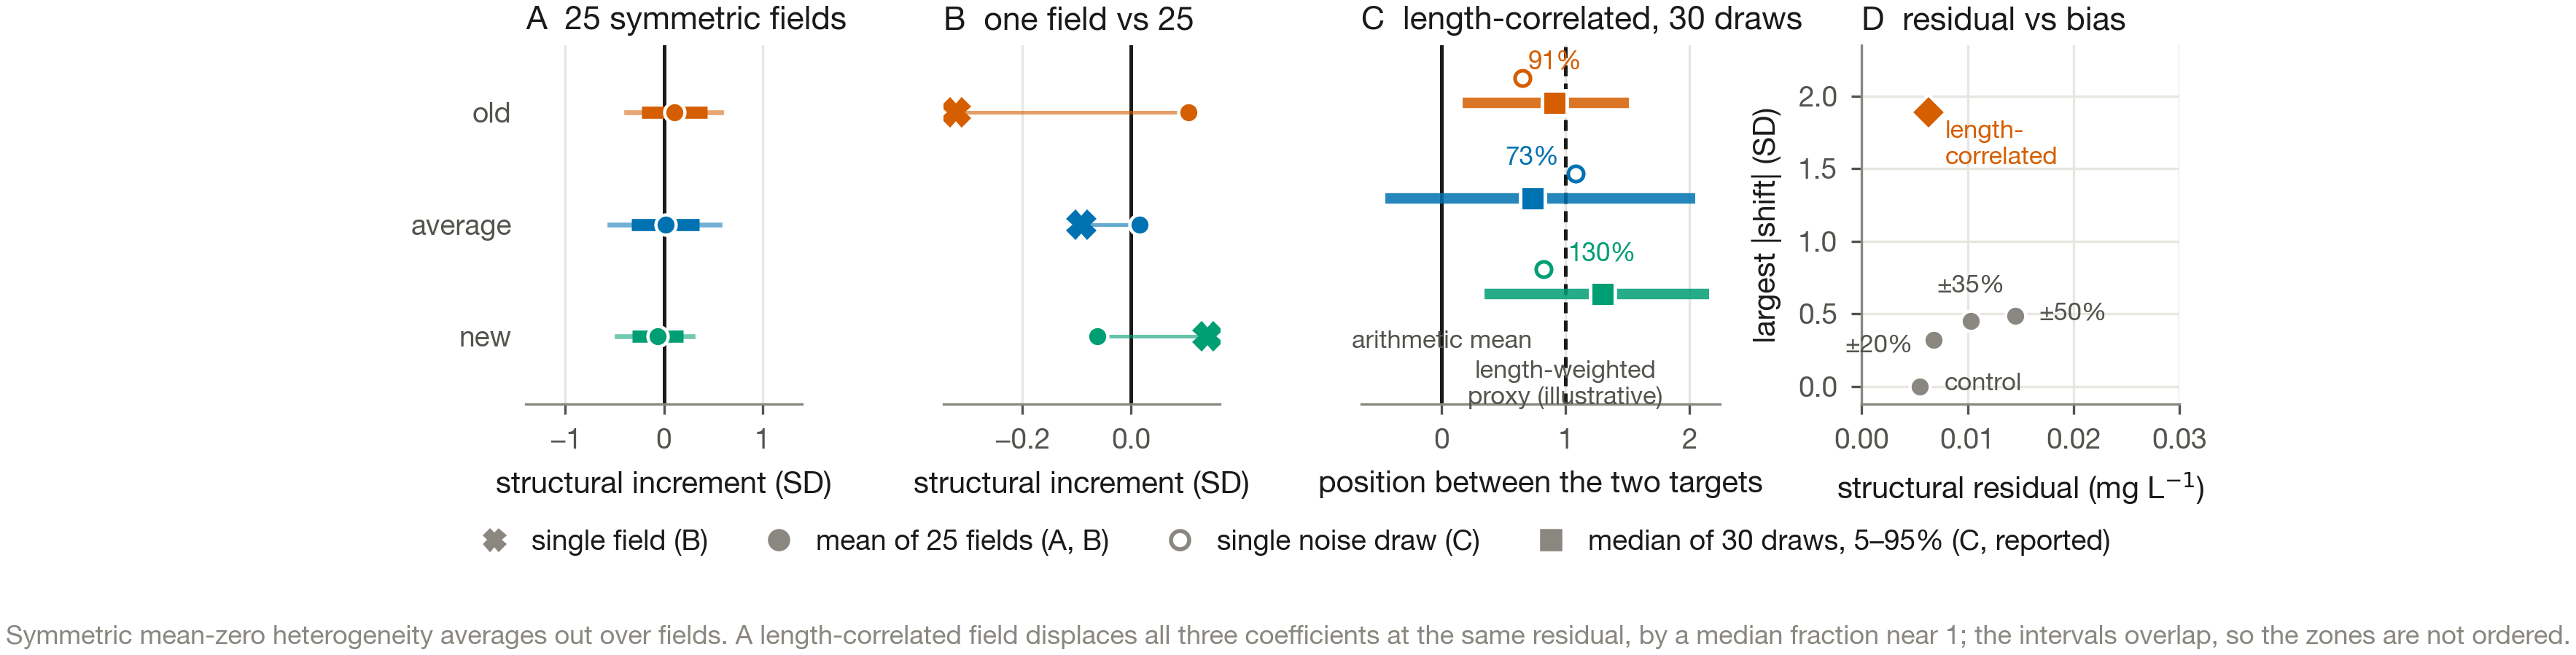 A 25 symmetric fields
B one field vs 25
C length-correlated, 30 draws
D residual vs bias
old
average
new
−1 0 1
structural increment (SD)
−0.2 0.0
structural increment (SD)
91%
73%
130%
arithmetic mean
length-weighted
proxy (illustrative)
0 1 2
position between the two targets
largest |shift| (SD)
2.0
1.5
1.0
0.5
0.0
length-
correlated
±35%
±50%
±20%
control
0.00 0.01 0.02 0.03
structural residual (mg L⁻¹)
single field (B)
mean of 25 fields (A, B)
single noise draw (C)
median of 30 draws, 5–95% (C, reported)
Symmetric mean-zero heterogeneity averages out over fields. A length-correlated field displaces all three coefficients at the same residual, by a median fraction near 1; the intervals overlap, so the zones are not ordered.